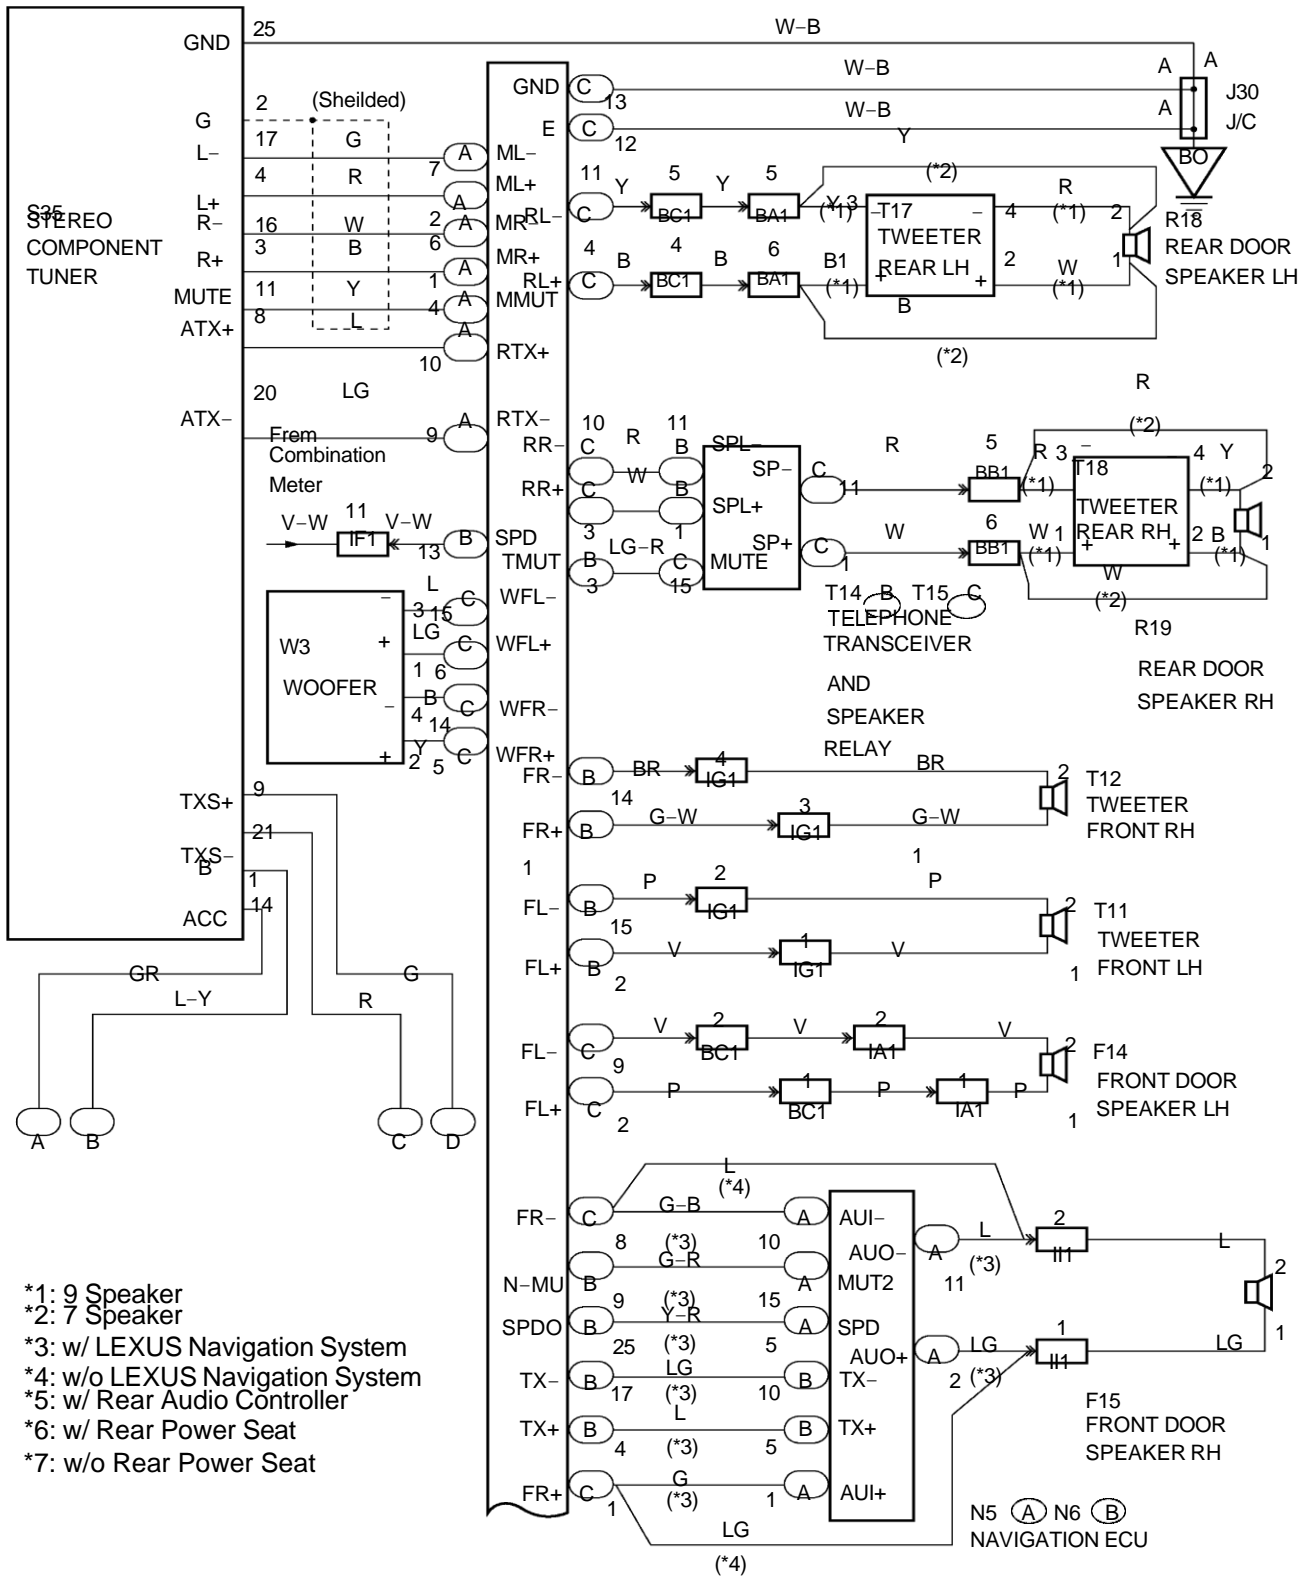 25
GND
W−B
2
(Sheilded)
G
17
G
L−
4
R
L+
S35
STEREO
COMPONENT
TUNER
R−
16
W
3
B
R+
11
Y
MUTE
8
L
ATX+
20
LG
ATX−
A
7
A
2
A
6
A
1
A
4
A
10
A
9
ML−
ML+
MR−
MR+
MMUT
RTX+
RTX−
GND
C
13
W−B
A
A
J30
J/C
E
C
12
W−B
A
BO
Y
(*2)
11
Y
5
BC1
Y
5
BA1
Y
3
(*1)
RL−
C
− T17 −
TWEETER
REAR LH
+
+
4
R
(*1)
2
R18
REAR DOOR
SPEAKER LH
4
B
4
BC1
B
6
BA1
B1
(*1)
RL+
C
2
W
(*1)
1
B
(*2)
Frem
Combination
Meter
V−W
11
IF1
V−W
13
B
SPD
RR−
10
C
R
11
B
SPL−
RR+
C
3
W
B
1
SPL+
TMUT
B
3
LG−R
C
15
MUTE
SP−
C
11
R
5
BB1
R
(*1)
3
R
(*2)
−
T18
TWEETER
REAR RH
+
+
4
Y
(*1)
2
SP+
C
1
W
6
BB1
W
(*1)
1
2
B
(*1)
1
W
(*2)
R19
REAR DOOR
SPEAKER RH
T14 B T15 C
TELEPHONE
TRANSCEIVER
AND
SPEAKER
RELAY
W3
WOOFER
−
3
L
15
C
WFL−
+
1
LG
6
C
WFL+
−
4
B
14
C
WFR−
+
2
Y
5
C
WFR+
FR−
B
14
BR
4
IG1
BR
2
T12
TWEETER
FRONT RH
FR+
B
1
G−W
3
IG1
G−W
1
FL−
B
15
P
2
IG1
P
2
T11
TWEETER
FRONT LH
FL+
B
2
V
1
IG1
V
1
FL−
C
9
V
2
BC1
V
2
IA1
V
2
F14
FRONT DOOR
SPEAKER LH
FL+
C
2
P
1
BC1
P
1
IA1
P
1
TXS+
9
21
TXS−
B
1
14
ACC
GR
L−Y
R
G
A
B
C
D
L
(*4)
FR−
C
8
G−B
(*3)
A
10
AUI−
N−MU
B
9
G−R
(*3)
A
15
MUT2
SPDO
B
25
Y−R
(*3)
A
5
SPD
TX−
B
17
LG
(*3)
B
10
TX−
TX+
B
4
L
(*3)
B
5
TX+
FR+
C
1
G
(*3)
A
1
AUI+
LG
(*4)
AUO−
A
11
L
(*3)
2
II1
L
2
AUO+
A
2
LG
(*3)
1
II1
LG
1
F15
FRONT DOOR
SPEAKER RH
N5 A N6 B
NAVIGATION ECU
*1: 9 Speaker
*2: 7 Speaker
*3: w/ LEXUS Navigation System
*4: w/o LEXUS Navigation System
*5: w/ Rear Audio Controller
*6: w/ Rear Power Seat
*7: w/o Rear Power Seat